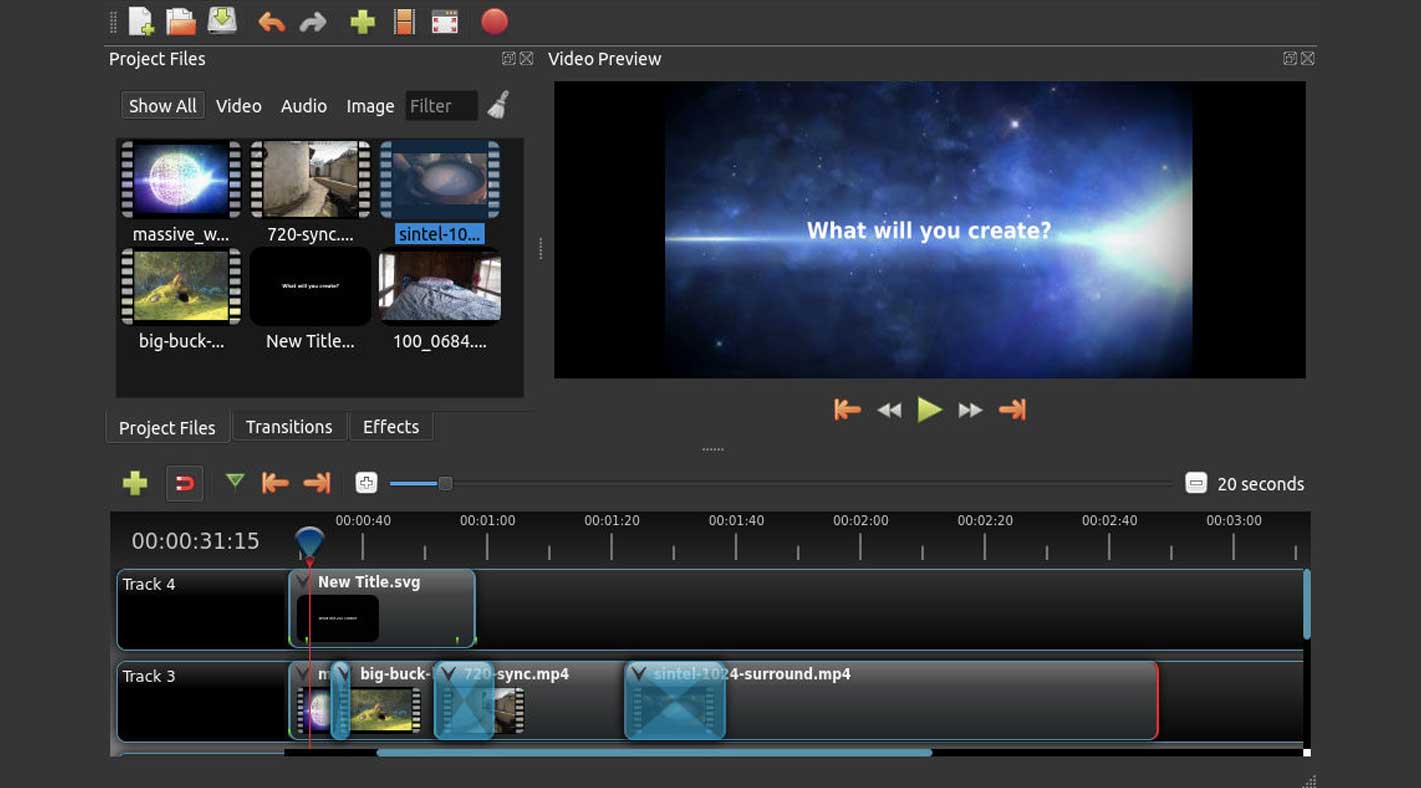 Project Files
Video Preview
Show All Video Audio Image Filter
What will you create?
massive_w... 720-sync.... sintel-10...
What will you create?
big-buck-... New Title... 100_0684....
Project Files Transitions Effects
20 seconds
00:00:40 00:01:00 00:01:20 00:01:40 00:02:00 00:02:20 00:02:40 00:03:00
00:00:31:15
Track 4 New Title.svg
What will you create?
Track 3 m big-buck- 720-sync.mp4 sintel-1024-surround.mp4